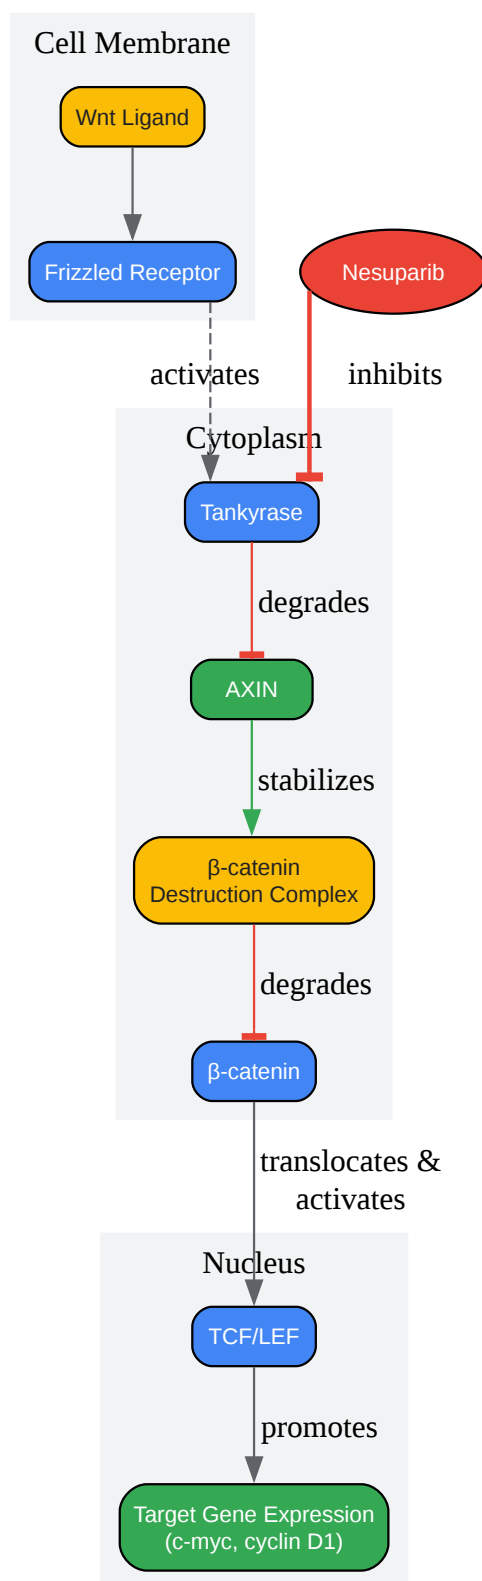 Cell Membrane
Wnt Ligand
Frizzled Receptor
Nesuparib
activates
inhibits
Cytoplasm
Tankyrase
degrades
AXIN
stabilizes
β-catenin
Destruction Complex
degrades
β-catenin
translocates &
activates
Nucleus
TCF/LEF
promotes
Target Gene Expression
(c-myc, cyclin D1)